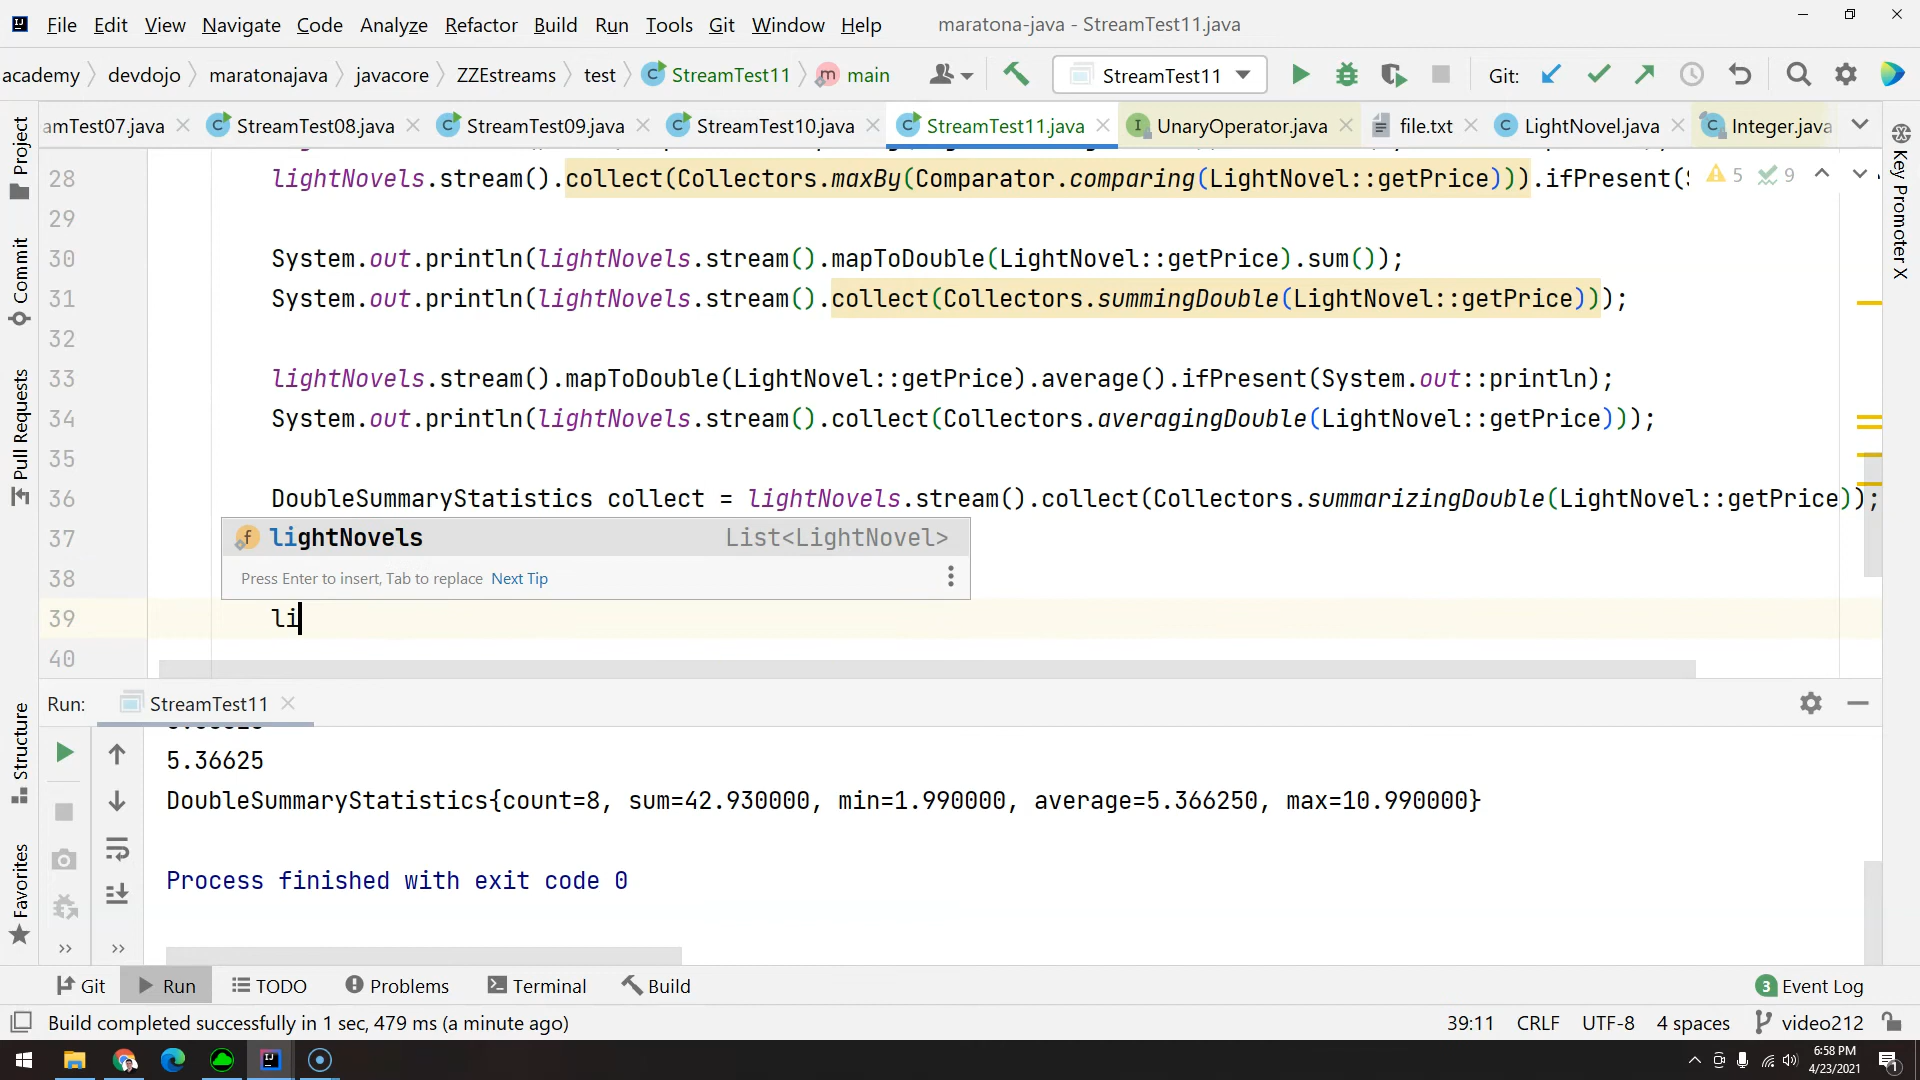 File Edit View Navigate Code Analyze Refactor Build Run Tools Git Window Help maratona-java - StreamTest11.java
academy devdojo maratonajava javacore ZZEstreams test StreamTest11 main StreamTest11 Git:
amTest07.java StreamTest08.java StreamTest09.java StreamTest10.java StreamTest11.java UnaryOperator.java file.txt LightNovel.java Integer.java
28 lightNovels.stream().collect(Collectors.maxBy(Comparator.comparing(LightNovel::getPrice))).ifPresent( 5 9
29
30 System.out.println(lightNovels.stream().mapToDouble(LightNovel::getPrice).sum());
31 System.out.println(lightNovels.stream().collect(Collectors.summingDouble(LightNovel::getPrice)));
32
33 lightNovels.stream().mapToDouble(LightNovel::getPrice).average().ifPresent(System.out::println);
34 System.out.println(lightNovels.stream().collect(Collectors.averagingDouble(LightNovel::getPrice)));
35
36 DoubleSummaryStatistics collect = lightNovels.stream().collect(Collectors.summarizingDouble(LightNovel::getPrice));
37 lightNovels List<LightNovel>
38 Press Enter to insert, Tab to replace Next Tip
39 li
40
Project
Commit
Pull Requests
Structure
Favorites
Key Promoter X
Run: StreamTest11
5.36625
DoubleSummaryStatistics{count=8, sum=42.930000, min=1.990000, average=5.366250, max=10.990000}
Process finished with exit code 0
Git Run TODO Problems Terminal Build 3 Event Log
Build completed successfully in 1 sec, 479 ms (a minute ago) 39:11 CRLF UTF-8 4 spaces video212
6:58 PM
4/23/2021
1